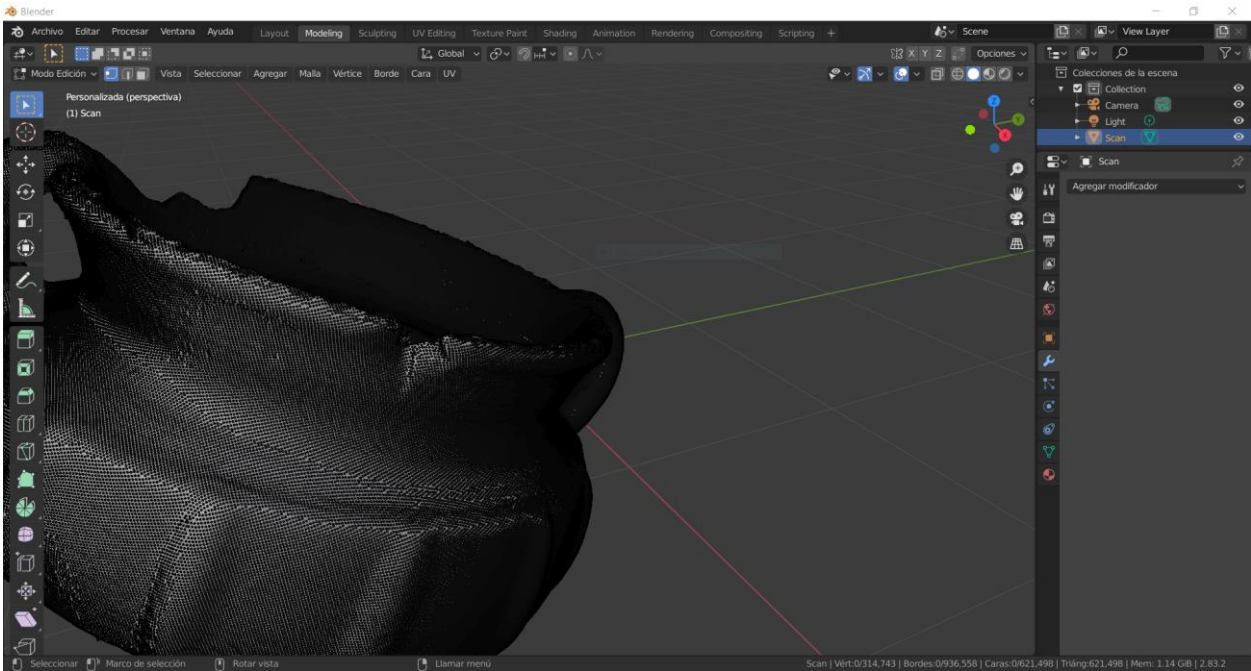 Blender
Archivo Editar Procesar Ventana Ayuda Layout Modeling Sculpting UV Editing Texture Paint Shading Animation Rendering Compositing Scripting + Scene View Layer
Global X Y Z Opciones
Modo Edición Vista Seleccionar Agregar Malla Vértice Borde Cara UV
Colecciones de la escena
Personalizada (perspectiva)
Collection
(1) Scan
Camera
Light
Scan
Scan
Agregar modificador
Z
Y
X
Seleccionar Marco de selección Rotar vista Llamar menú Scan | Vért:0/314,743 | Bordes:0/936,558 | Caras:0/621,498 | Triáng:621,498 | Mem: 1.14 GiB | 2.83.2